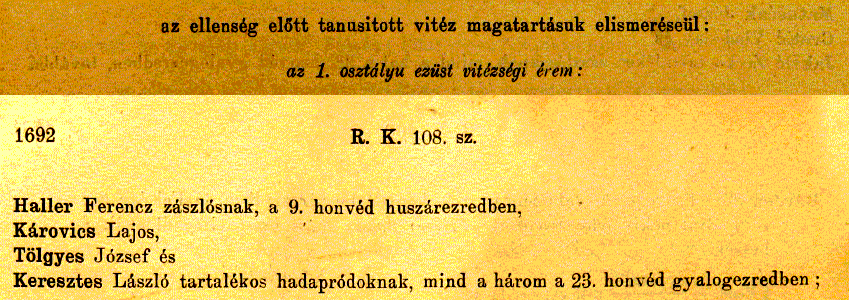 az ellenség előtt tanusitott vitéz magatartásuk elismeréseül;
az 1. osztályu ezüst vitézségi érem:
1692 R. K. 108. sz.
Haller Ferencz zászlósnak, a 9. honvéd huszárezredben,
Károvics Lajos,
Tölgyes József és
Keresztes László tartalékos hadapródoknak, mind a három a 23. honvéd gyalogezredben;